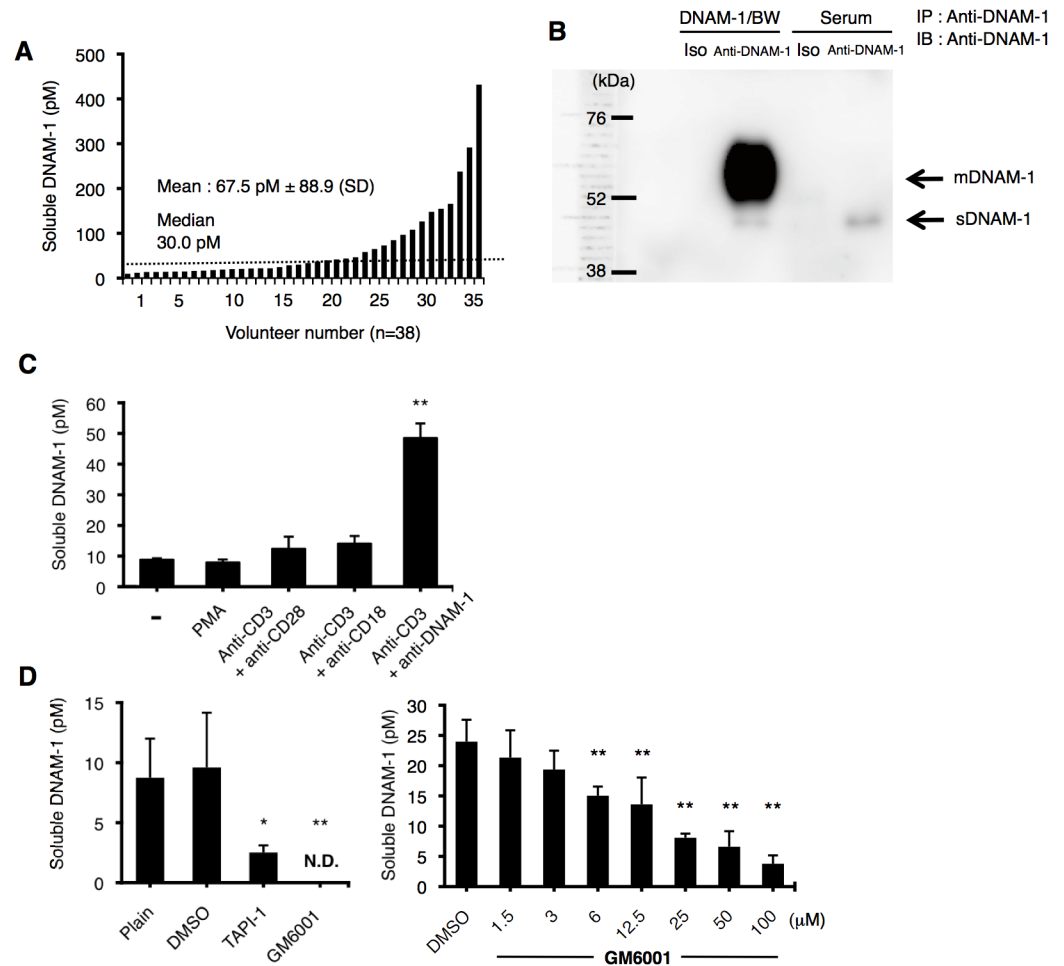 A
Soluble DNAM-1 (pM)
500
400
300
200
100
0
Mean : 67.5 pM ± 88.9 (SD)
Median
30.0 pM
1 5 10 15 20 25 30 35
Volunteer number (n=38)
B
DNAM-1/BW Serum
IP : Anti-DNAM-1
IB : Anti-DNAM-1
Iso Anti-DNAM-1 Iso Anti-DNAM-1
(kDa)
76
52
38
mDNAM-1
sDNAM-1
C
Soluble DNAM-1 (pM)
60
50
40
30
20
10
0
**
-
PMA
Anti-CD3
+ anti-CD28
Anti-CD3
+ anti-CD18
Anti-CD3
+ anti-DNAM-1
D
Soluble DNAM-1 (pM)
15
10
5
0
* **
N.D.
Plain
DMSO
TAPI-1
GM6001
Soluble DNAM-1 (pM)
30
25
20
15
10
5
0
** ** ** ** **
DMSO 1.5 3 6 12.5 25 50 100 (μM)
GM6001